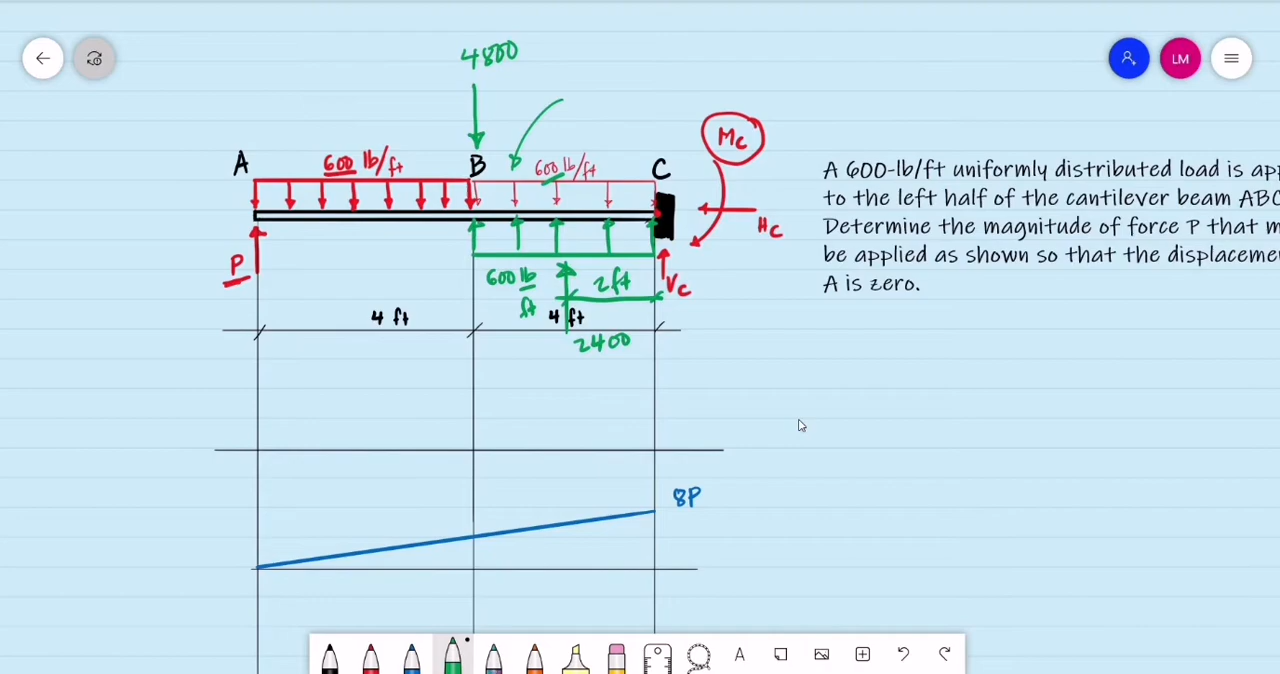 4800
LM
A
600 lb/ft
B
600 lb/ft
C
Mc
Hc
A 600-lb/ft uniformly distributed load is ap
to the left half of the cantilever beam ABC
Determine the magnitude of force P that m
be applied as shown so that the displaceme
A is zero.
P
600 lb
ft
2ft
Vc
4 ft
4 ft
2400
8P
A